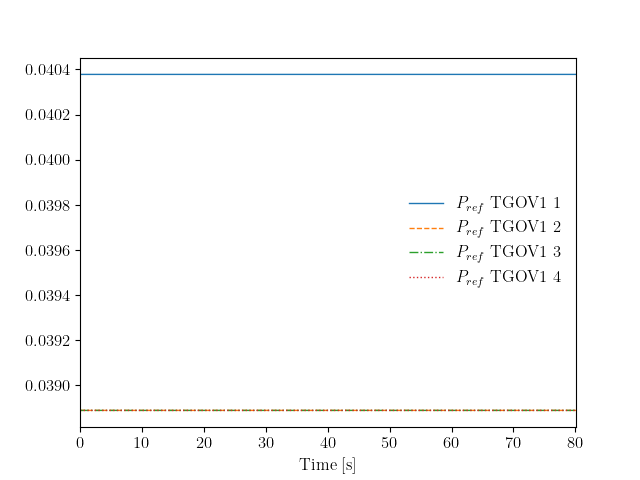 0.0404
0.0402
0.0400
0.0398
0.0396
0.0394
0.0392
0.0390
P_ref TGOV1 1
P_ref TGOV1 2
P_ref TGOV1 3
P_ref TGOV1 4
0 10 20 30 40 50 60 70 80
Time [s]